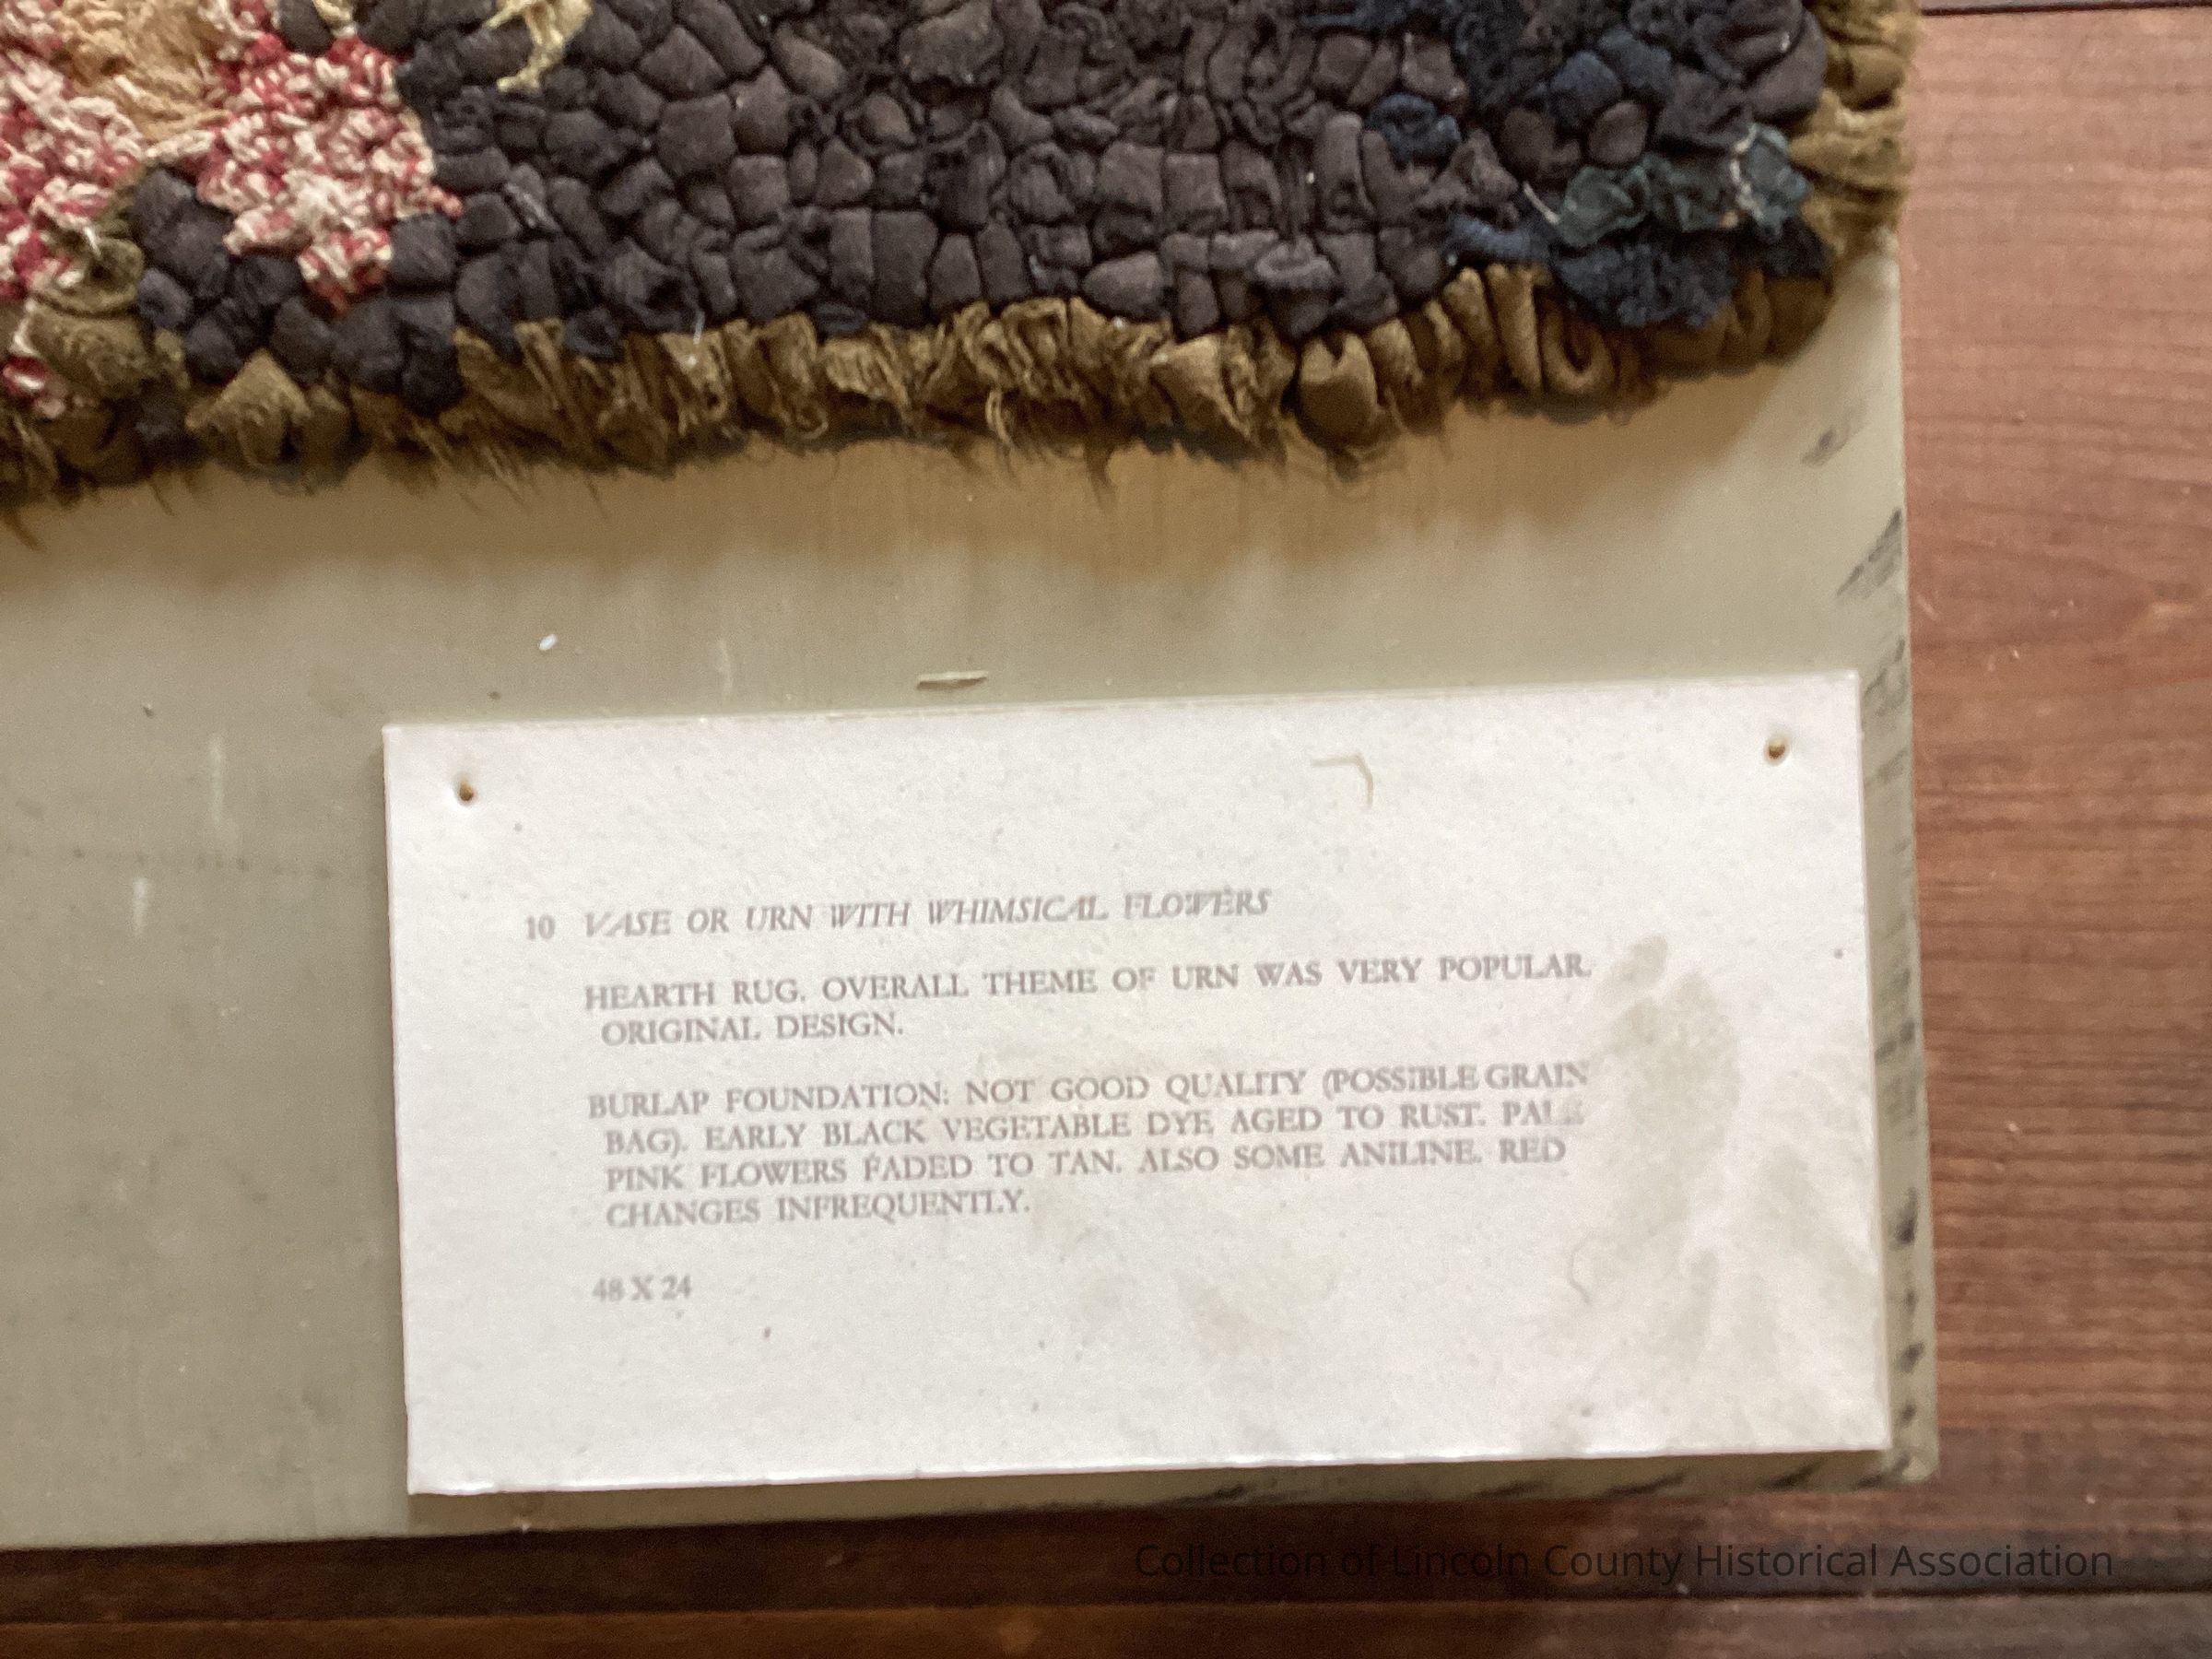 10 VASE OR URN WITH WHIMSICAL FLOWERS
HEARTH RUG. OVERALL THEME OF URN WAS VERY POPULAR.
ORIGINAL DESIGN.
BURLAP FOUNDATION: NOT GOOD QUALITY (POSSIBLE GRAIN
BAG). EARLY BLACK VEGETABLE DYE AGED TO RUST. PALE
PINK FLOWERS FADED TO TAN. ALSO SOME ANILINE. RED
CHANGES INFREQUENTLY.
48 X 24
Collection of Lincoln County Historical Association